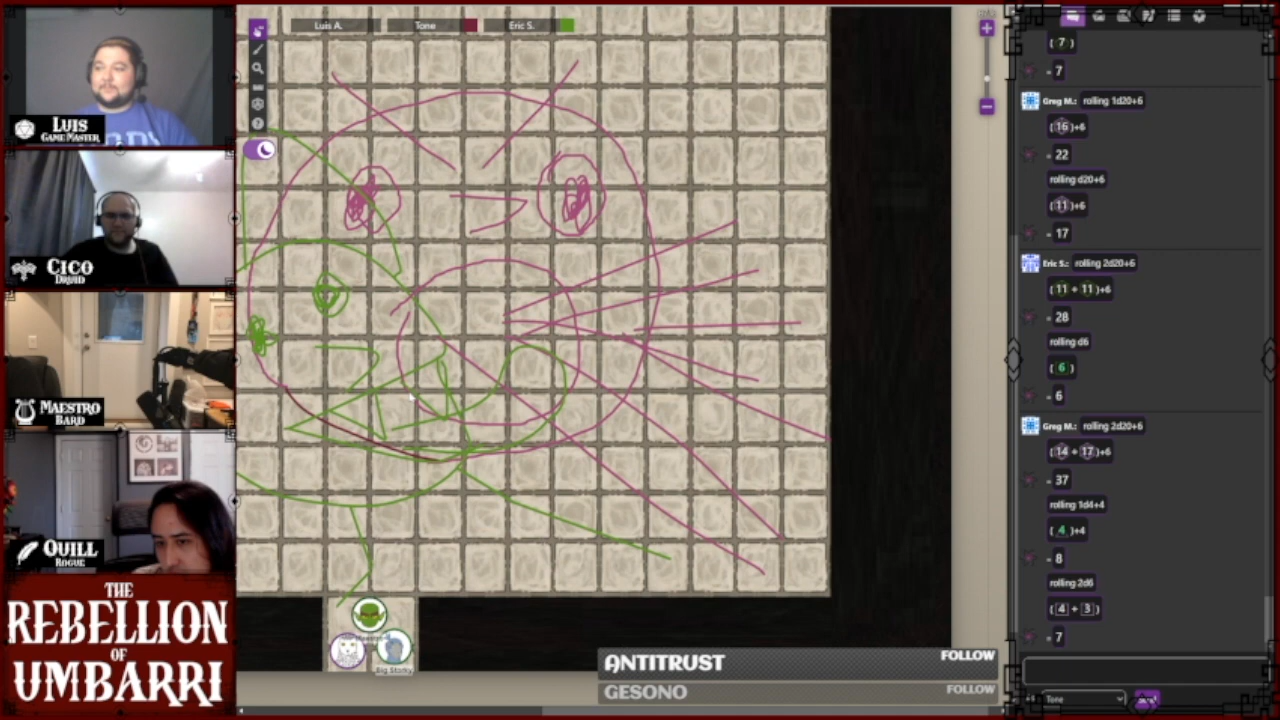 LUIS
GAME MASTER
CICO
DRUID
MAESTRO
BARD
QUILL
ROGUE
THE
REBELLION
OF
UMBARRI
Luis A.
Tone
Eric S.
Big Storky
ANTITRUST
FOLLOW
GESONO
FOLLOW
(7)
= 7
Greg M.: rolling 1d20+6
(16)+6
= 22
rolling d20+6
(11)+6
= 17
Eric S.: rolling 2d20+6
(11 + 11)+6
= 28
rolling d6
(6)
= 6
Greg M.: rolling 2d20+6
(14 + 17)+6
= 37
rolling 1d4+4
(4)+4
= 8
rolling 2d6
(4 + 3)
= 7
Tone